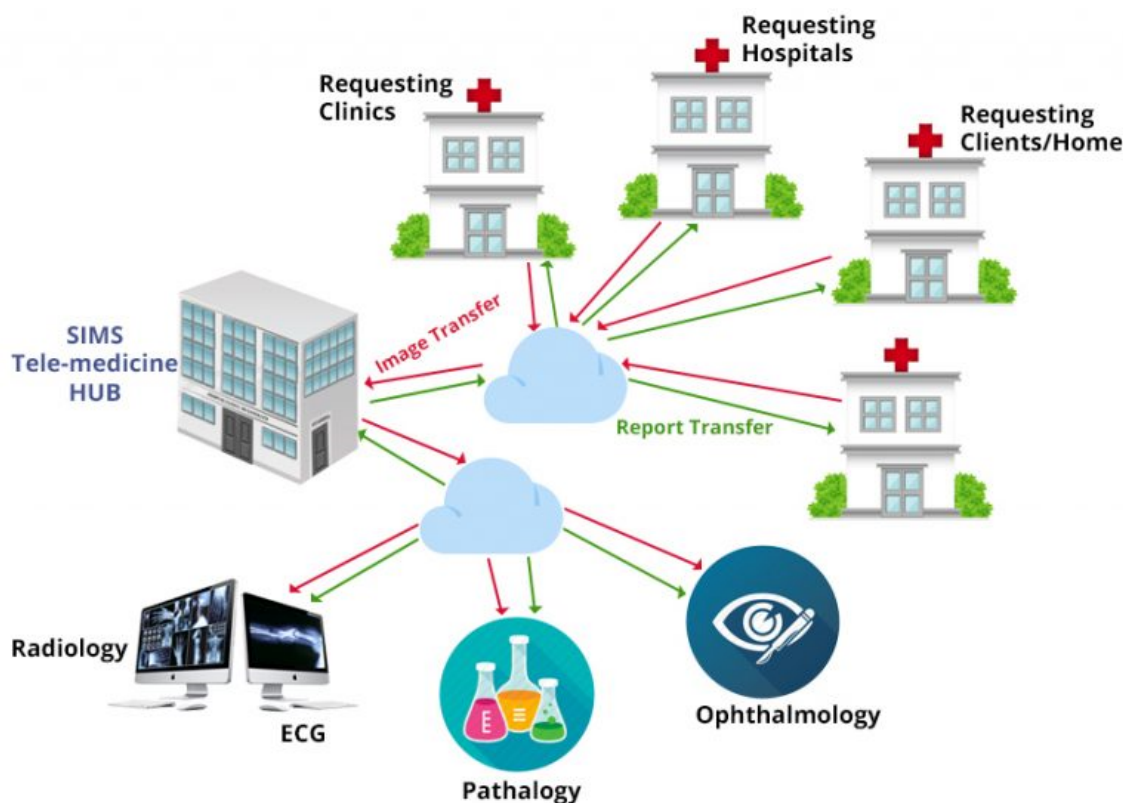 Requesting
Hospitals
Requesting
Clinics
Requesting
Clients/Home
SIMS
Tele-medicine
HUB
Image Transfer
Report Transfer
Radiology
ECG
E
Pathalogy
Ophthalmology